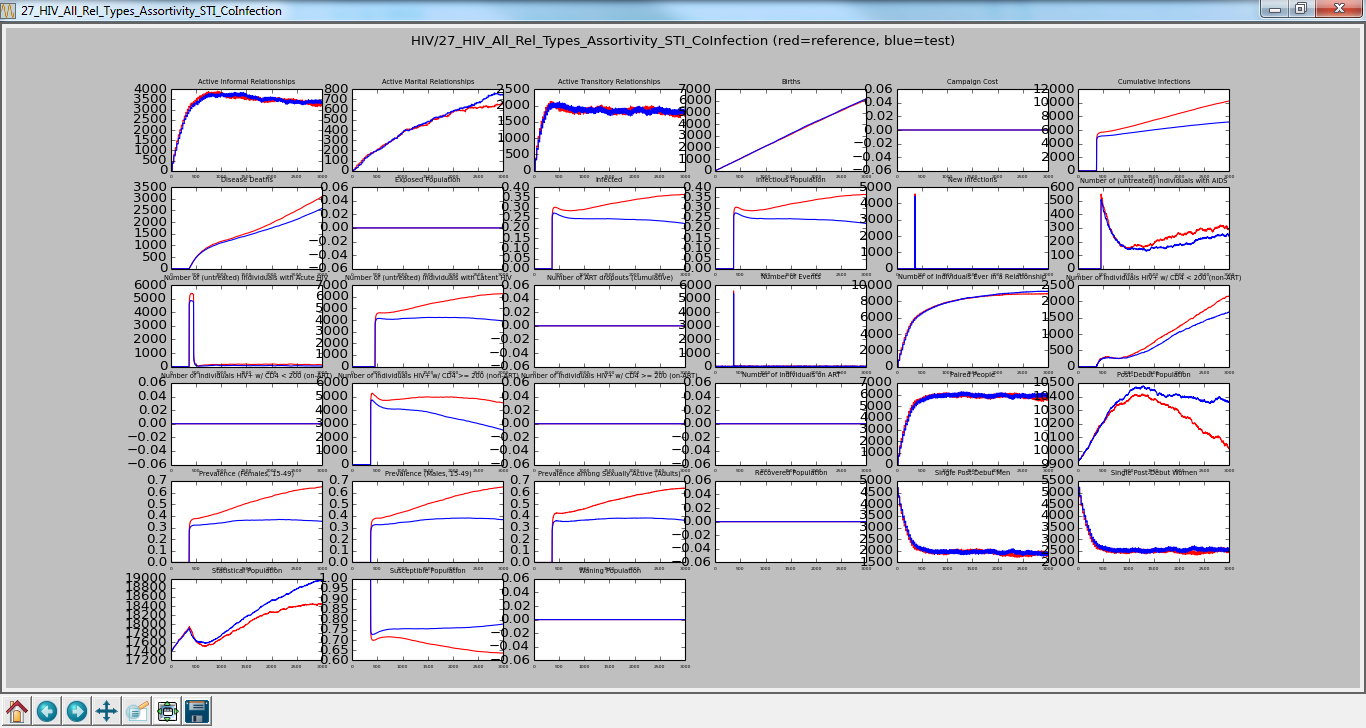 27_HIV_All_Rel_Types_Assortivity_STI_CoInfection
HIV/27_HIV_All_Rel_Types_Assortivity_STI_CoInfection (red=reference, blue=test)
Active Informal Relationships
Active Marital Relationships
Active Transitory Relationships
Births
Campaign Cost
Cumulative Infections
Disease Deaths
Exposed Population
Infected
Infectious Population
New Infections
Number of (untreated) Individuals with AIDS
Number of (untreated) Individuals with Acute HIV
Number of (untreated) Individuals with Latent HIV
Number of ART dropouts (cumulative)
Number of Events
Number of Individuals Ever in a Relationship
Number of Individuals HIV+ w/ CD4 < 200 (non-ART)
Number of Individuals HIV+ w/ CD4 < 200 (on-ART)
Number of Individuals HIV+ w/ CD4 >= 200 (non-ART)
Number of Individuals HIV+ w/ CD4 >= 200 (on-ART)
Number of Individuals on ART
Paired People
Post-Debut Population
Prevalence (Females, 15-49)
Prevalence (Males, 15-49)
Prevalence among Sexually Active (Adults)
Recovered Population
Single Post-Debut Men
Single Post-Debut Women
Statistical Population
Susceptible Population
Waning Population